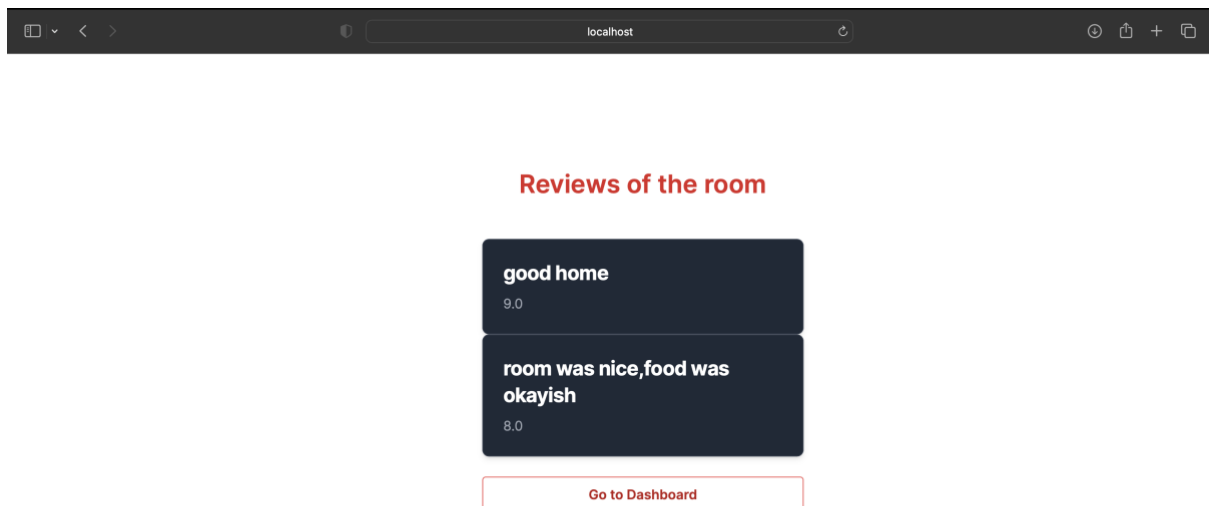 localhost
Reviews of the room
good home
9.0
room was nice,food was
okayish
8.0
Go to Dashboard